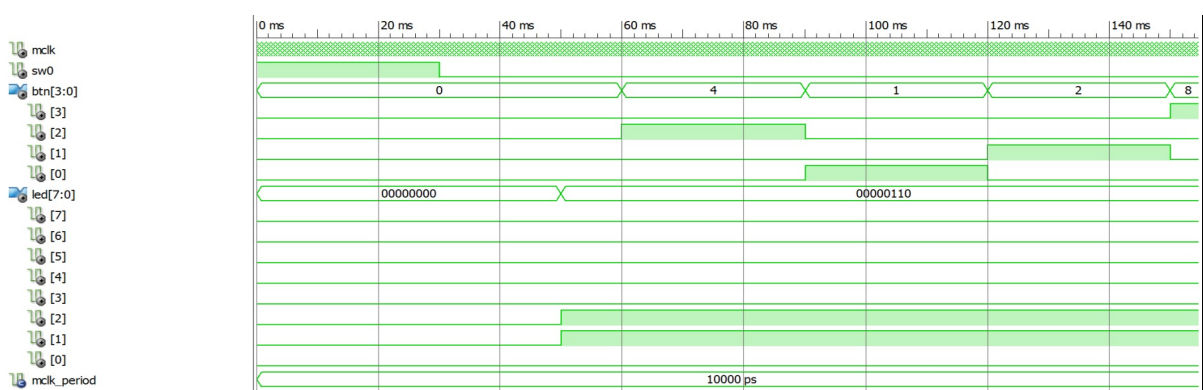 0 ms 20 ms 40 ms 60 ms 80 ms 100 ms 120 ms 140 ms
mclk
sw0
btn[3:0] 0 4 1 2 8
[3]
[2]
[1]
[0]
led[7:0] 00000000 00000110
[7]
[6]
[5]
[4]
[3]
[2]
[1]
[0]
mclk_period 10000 ps